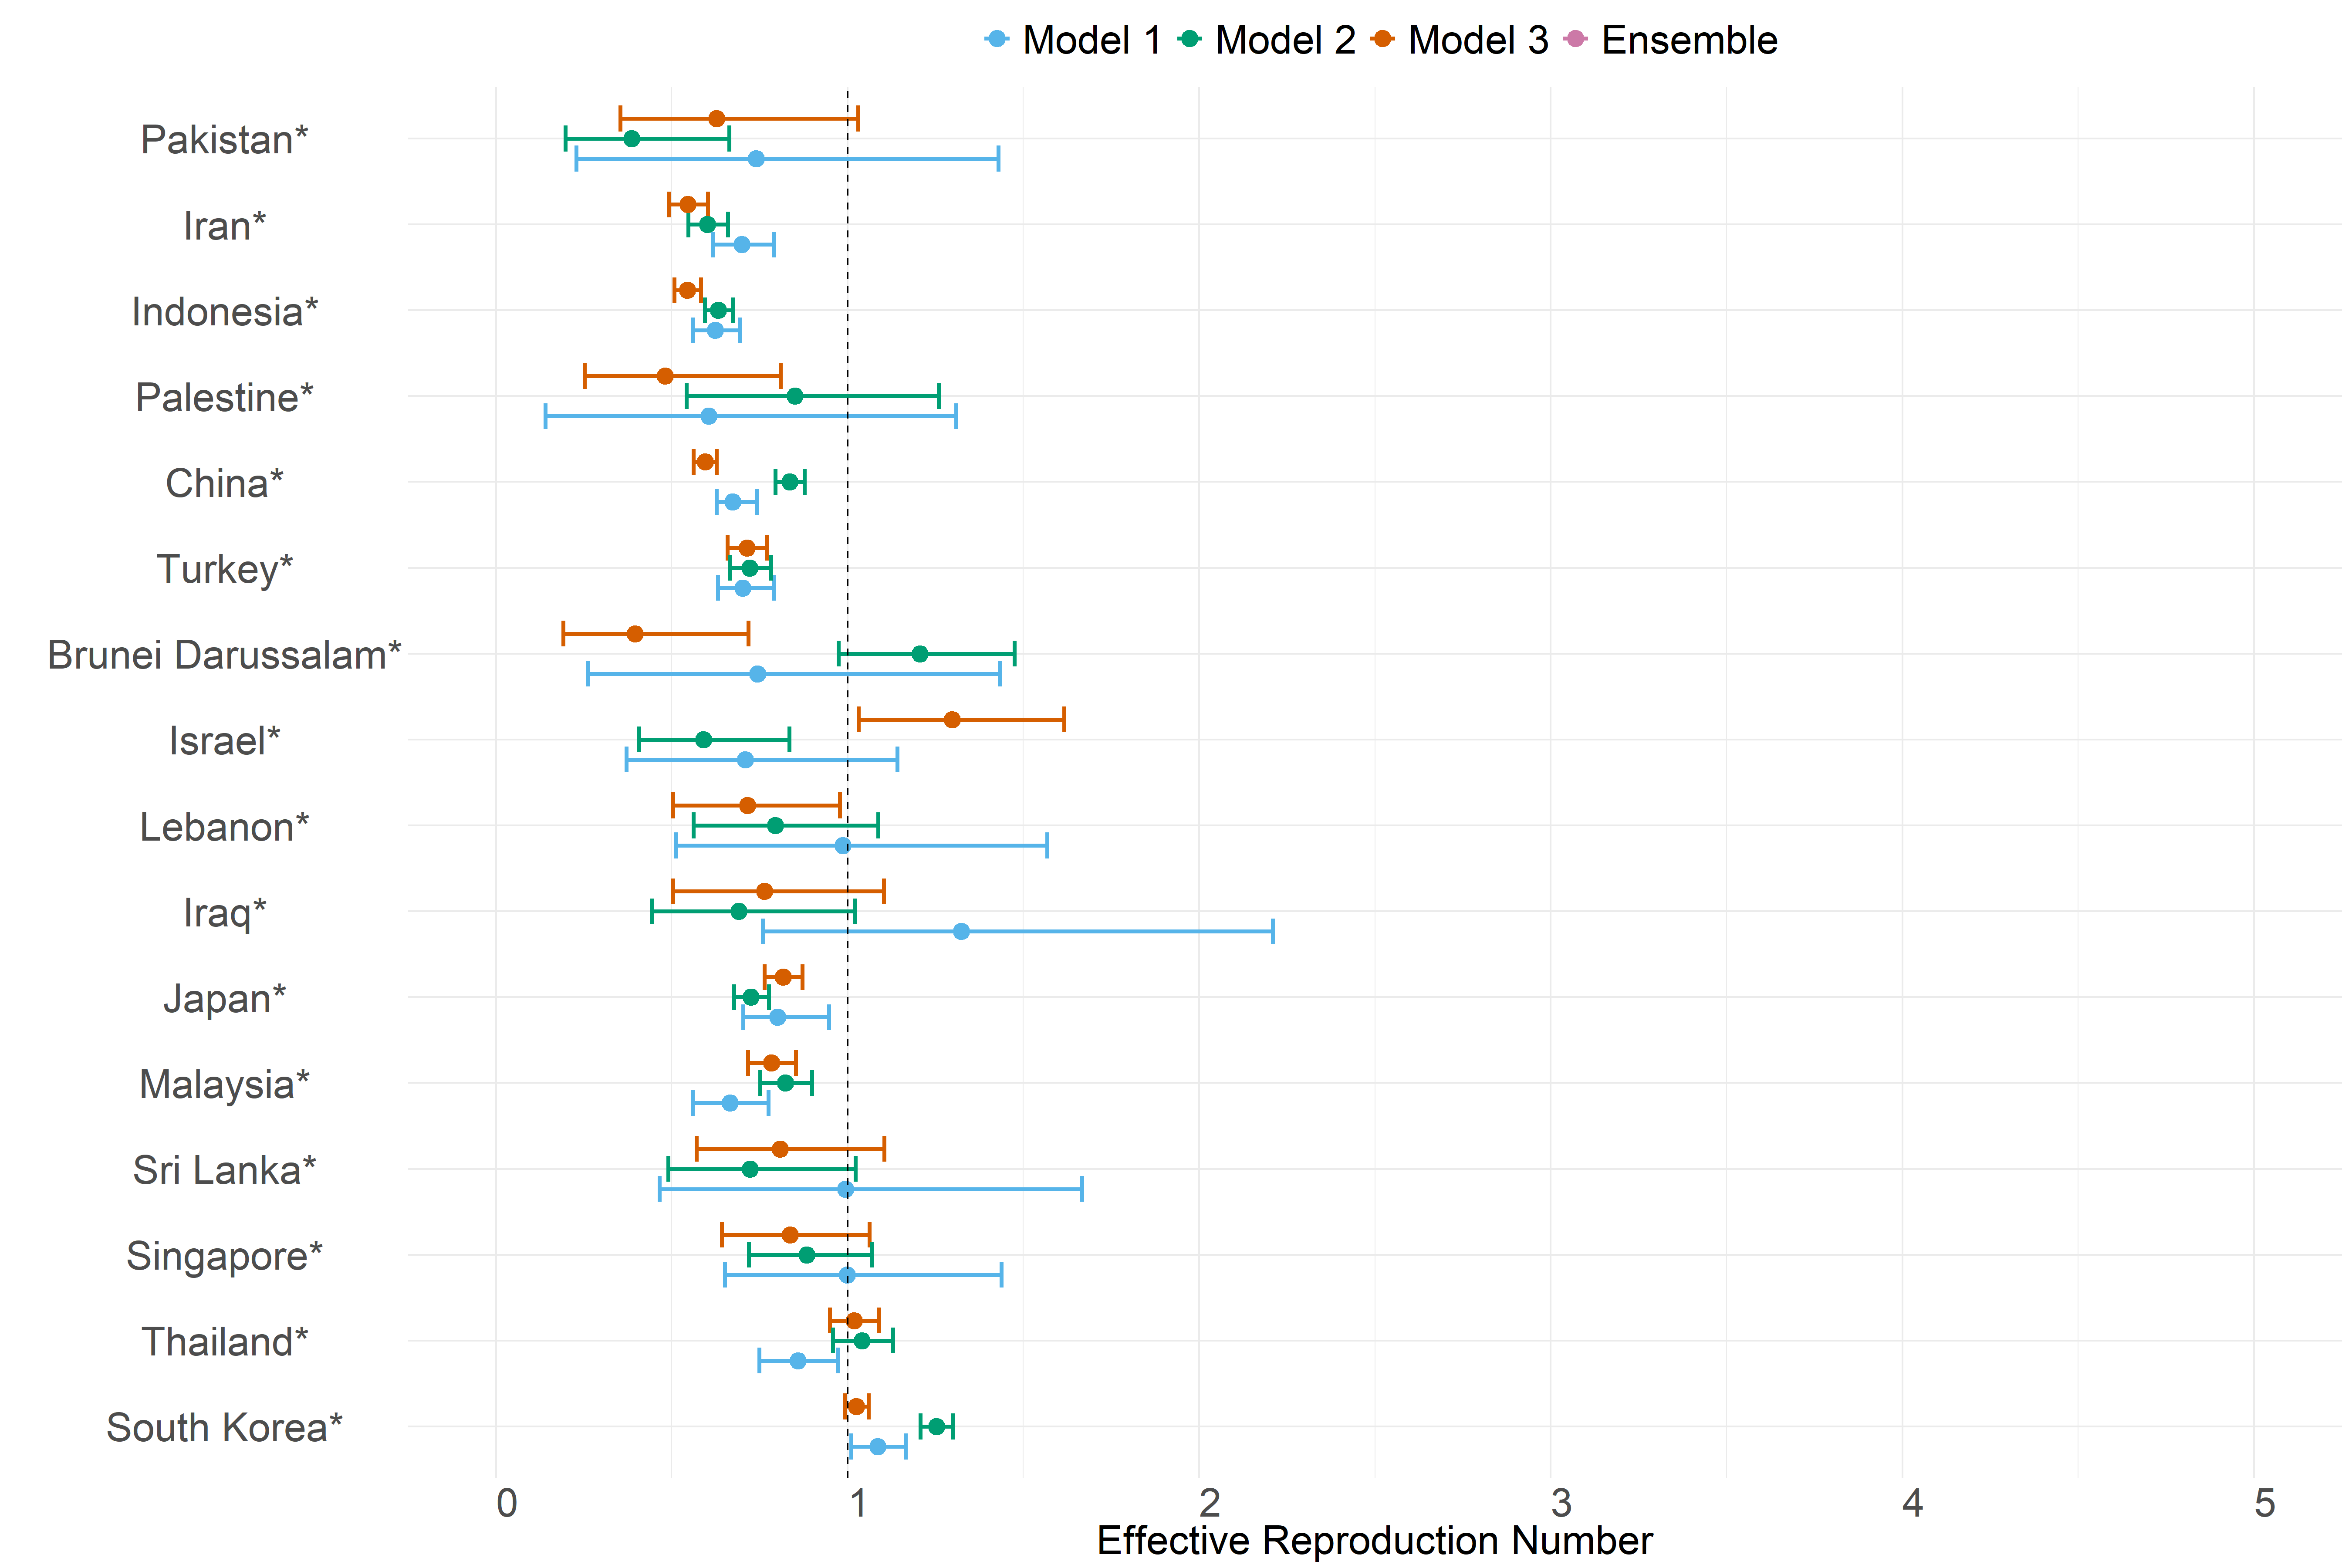 Model 1 Model 2 Model 3 Ensemble
Pakistan*
Iran*
Indonesia*
Palestine*
China*
Turkey*
Brunei Darussalam*
Israel*
Lebanon*
Iraq*
Japan*
Malaysia*
Sri Lanka*
Singapore*
Thailand*
South Korea*
0 1 2 3 4 5
Effective Reproduction Number